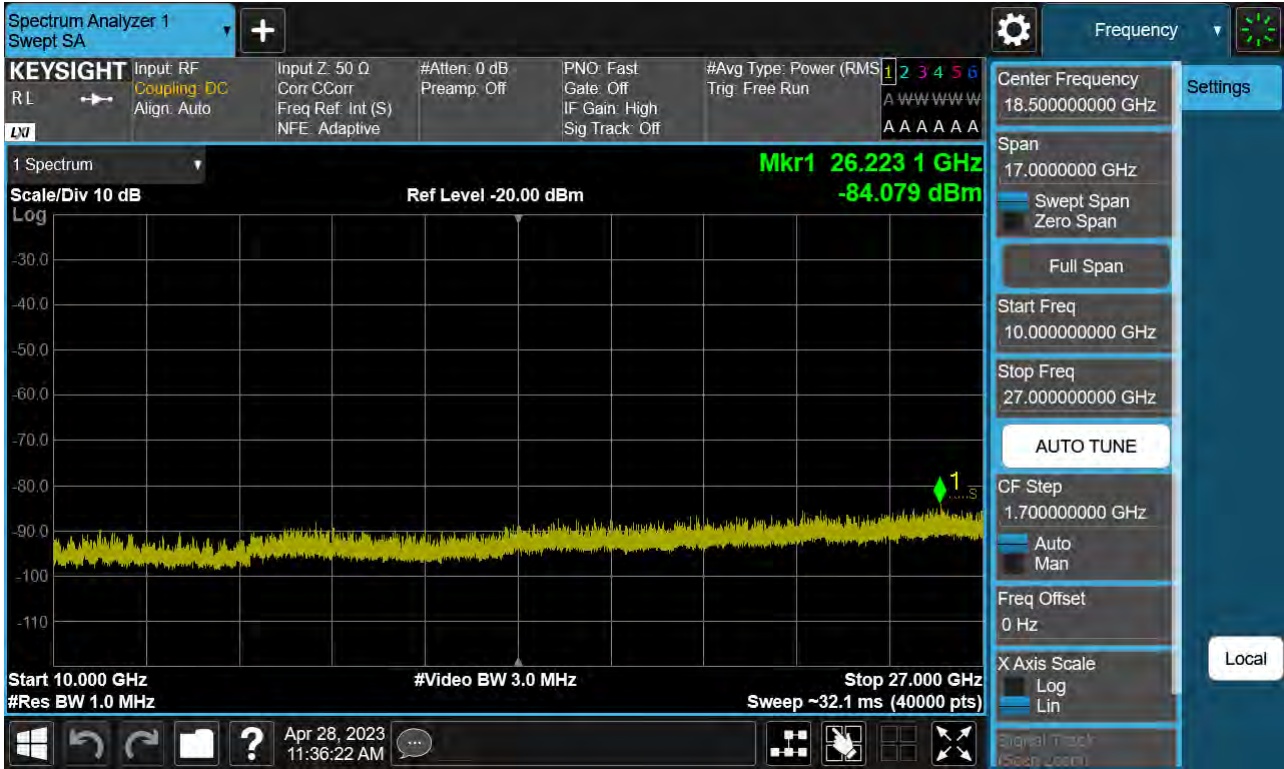 Spectrum Analyzer 1
Swept SA
Frequency
KEYSIGHT
R L
LXI
Input: RF
Coupling: DC
Align: Auto
Input Z: 50 Ω
Corr CCorr
Freq Ref: Int (S)
NFE: Adaptive
#Atten: 0 dB
Preamp: Off
PNO: Fast
Gate: Off
IF Gain: High
Sig Track: Off
#Avg Type: Power (RMS
Trig: Free Run
1 2 3 4 5 6
A W W W W W
A A A A A A
1 Spectrum
Mkr1 26.223 1 GHz
Scale/Div 10 dB
Ref Level -20.00 dBm
-84.079 dBm
Log
-30.0
-40.0
-50.0
-60.0
-70.0
-80.0
-90.0
-100
-110
1
Start 10.000 GHz
#Video BW 3.0 MHz
Stop 27.000 GHz
#Res BW 1.0 MHz
Sweep ~32.1 ms (40000 pts)
Apr 28, 2023
11:36:22 AM
Center Frequency
18.500000000 GHz
Span
17.0000000 GHz
Swept Span
Zero Span
Full Span
Start Freq
10.000000000 GHz
Stop Freq
27.000000000 GHz
AUTO TUNE
CF Step
1.700000000 GHz
Auto
Man
Freq Offset
0 Hz
X Axis Scale
Log
Lin
Signal Track
(Span Zoom)
Settings
Local